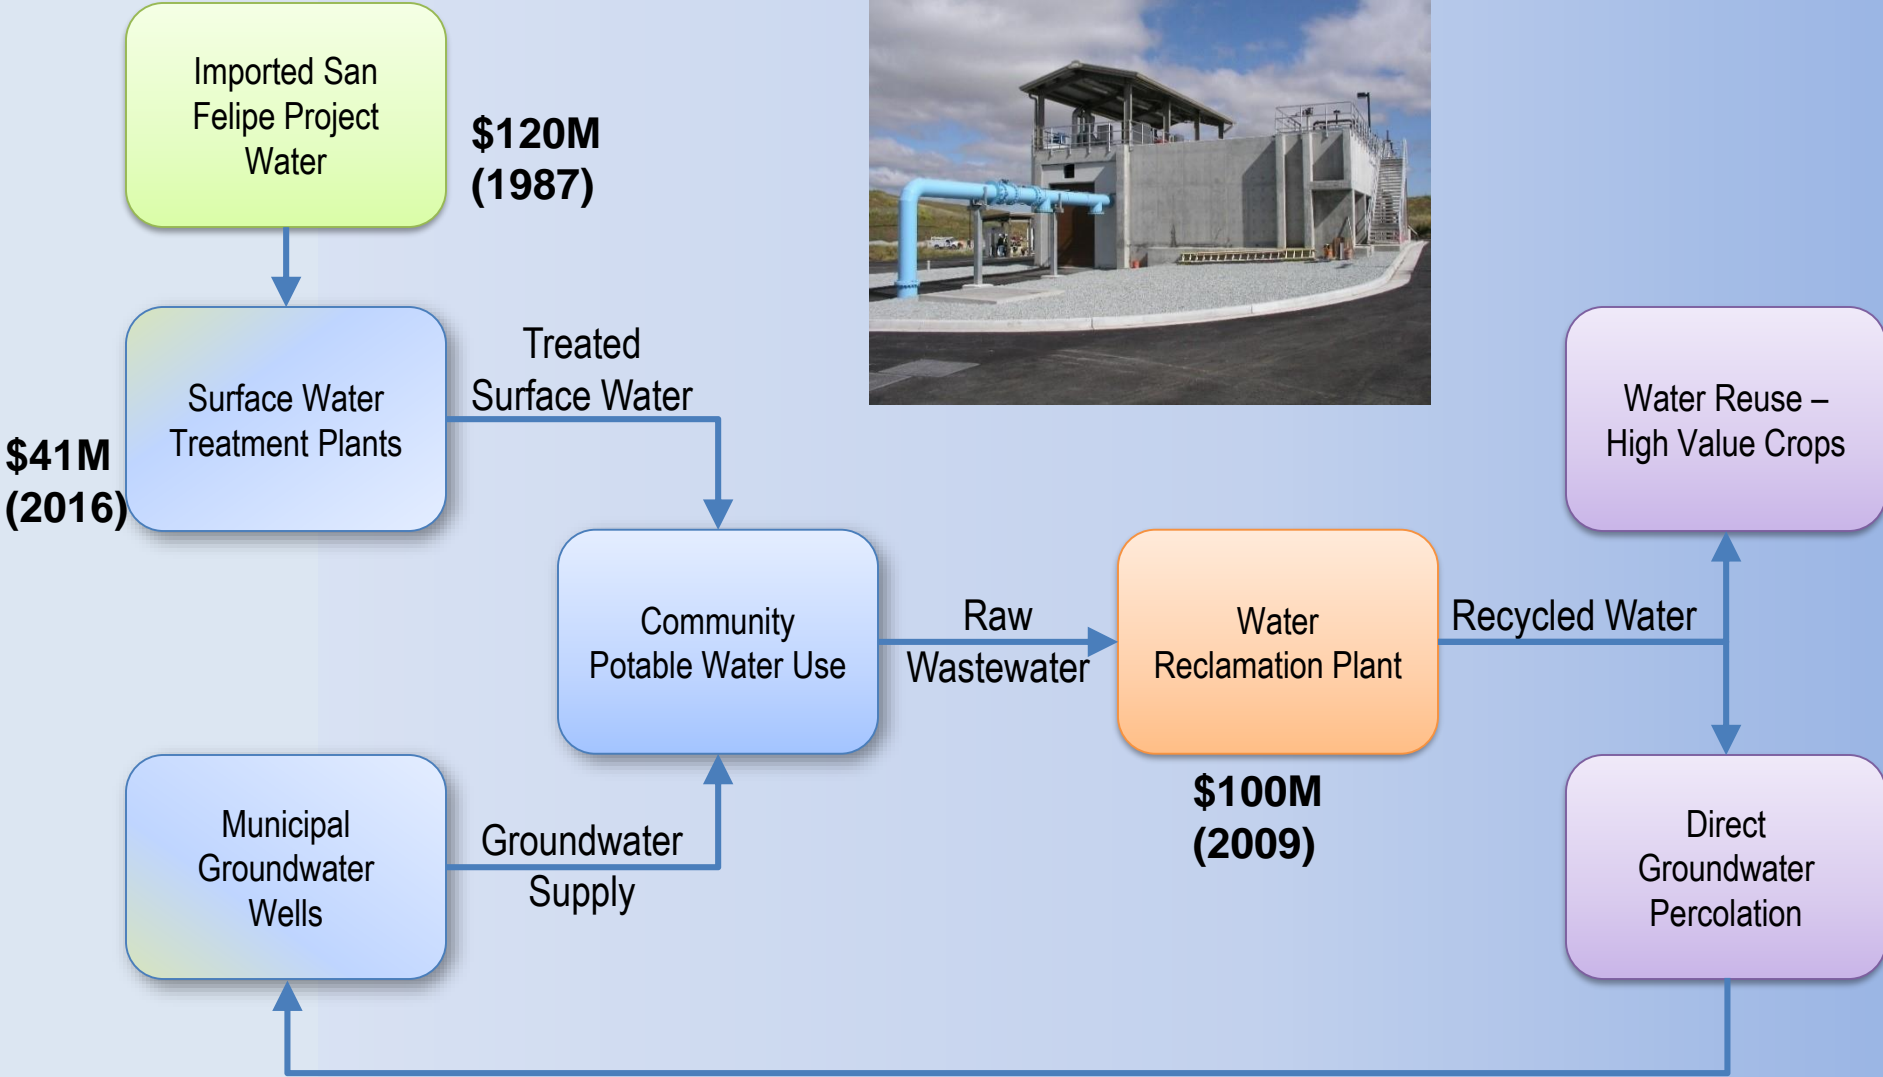 Imported San
Felipe Project
Water
$120M
(1987)
Surface Water
Treatment Plants
$41M
(2016)
Treated
Surface Water
Water Reuse –
High Value Crops
Community
Potable Water Use
Raw
Wastewater
Water
Reclamation Plant
Recycled Water
$100M
(2009)
Municipal
Groundwater
Wells
Groundwater
Supply
Direct
Groundwater
Percolation